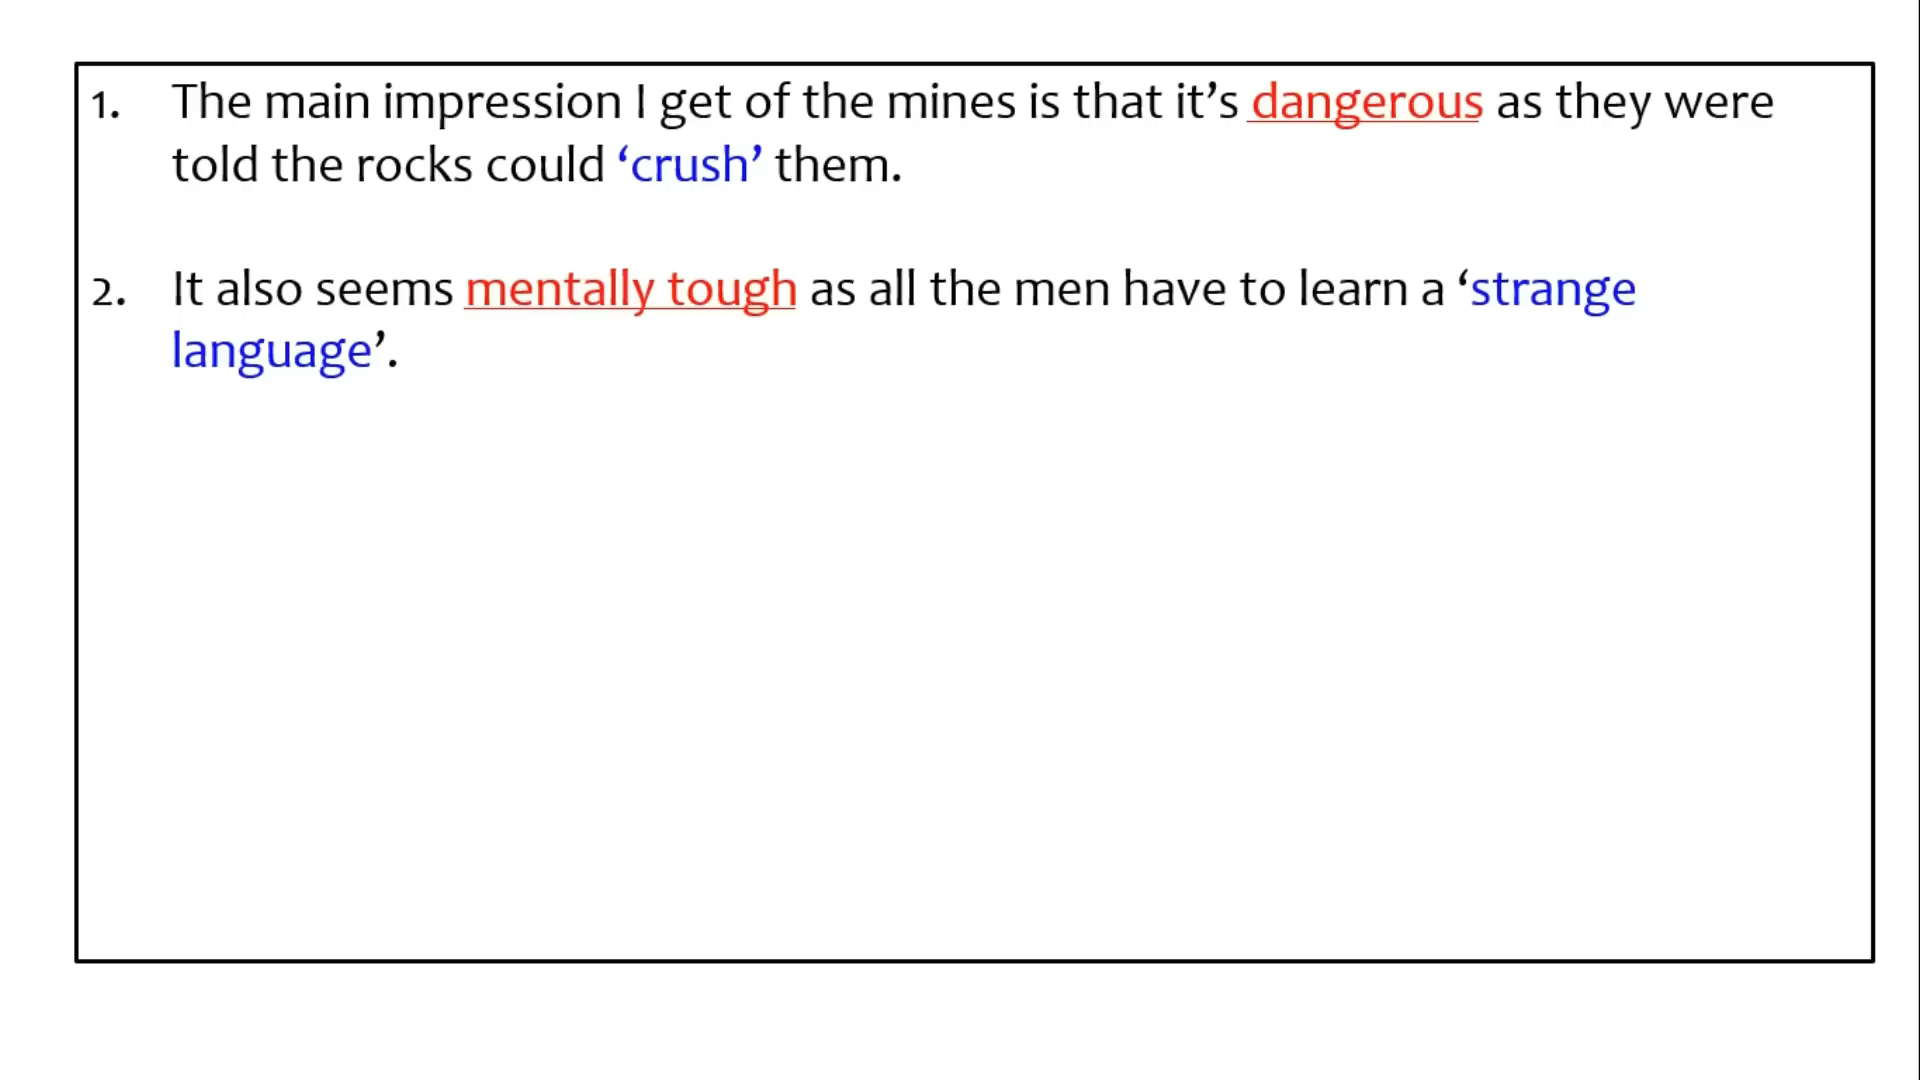 1. The main impression I get of the mines is that it’s dangerous as they were
told the rocks could ‘crush’ them.
2. It also seems mentally tough as all the men have to learn a ‘strange
language’.